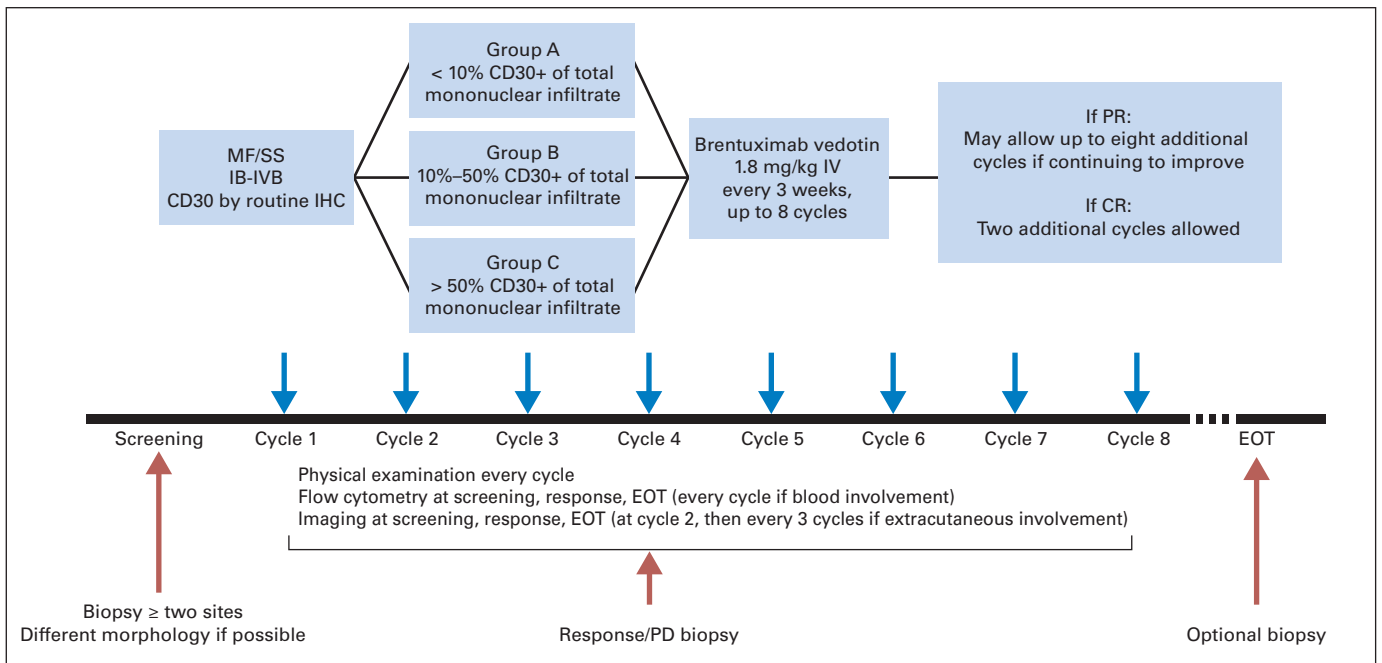 MF/SS
IB-IVB
CD30 by routine IHC
Group A
< 10% CD30+ of total
mononuclear infiltrate
Group B
10%–50% CD30+ of total
mononuclear infiltrate
Group C
> 50% CD30+ of total
mononuclear infiltrate
Brentuximab vedotin
1.8 mg/kg IV
every 3 weeks,
up to 8 cycles
If PR:
May allow up to eight additional
cycles if continuing to improve
If CR:
Two additional cycles allowed
Screening
Cycle 1
Cycle 2
Cycle 3
Cycle 4
Cycle 5
Cycle 6
Cycle 7
Cycle 8
EOT
Physical examination every cycle
Flow cytometry at screening, response, EOT (every cycle if blood involvement)
Imaging at screening, response, EOT (at cycle 2, then every 3 cycles if extracutaneous involvement)
Biopsy ≥ two sites
Different morphology if possible
Response/PD biopsy
Optional biopsy